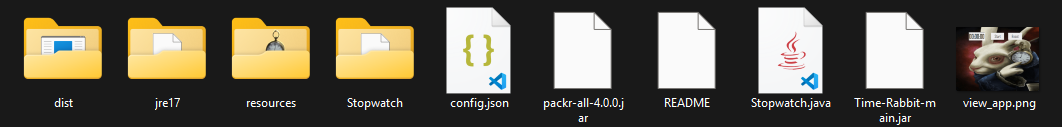 dist
jre17
resources
Stopwatch
config.json
packr-all-4.0.0.j
ar
README
Stopwatch.java
Time-Rabbit-m
ain.jar
view_app.png